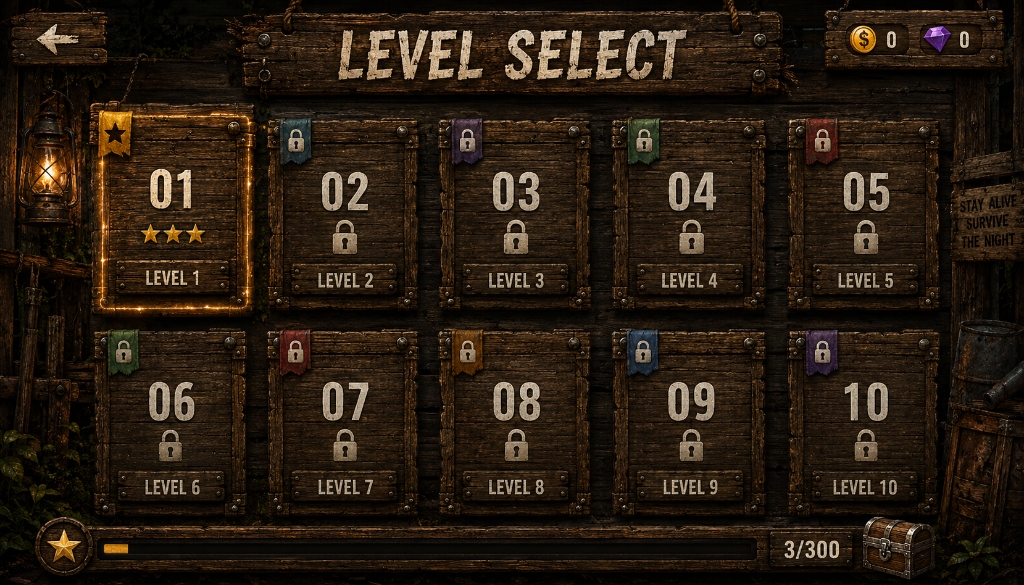 LEVEL SELECT
$ 0 0
01
LEVEL 1
02
LEVEL 2
03
LEVEL 3
04
LEVEL 4
05
LEVEL 5
STAY ALIVE
SURVIVE
THE NIGHT
06
LEVEL 6
07
LEVEL 7
08
LEVEL 8
09
LEVEL 9
10
LEVEL 10
3/300